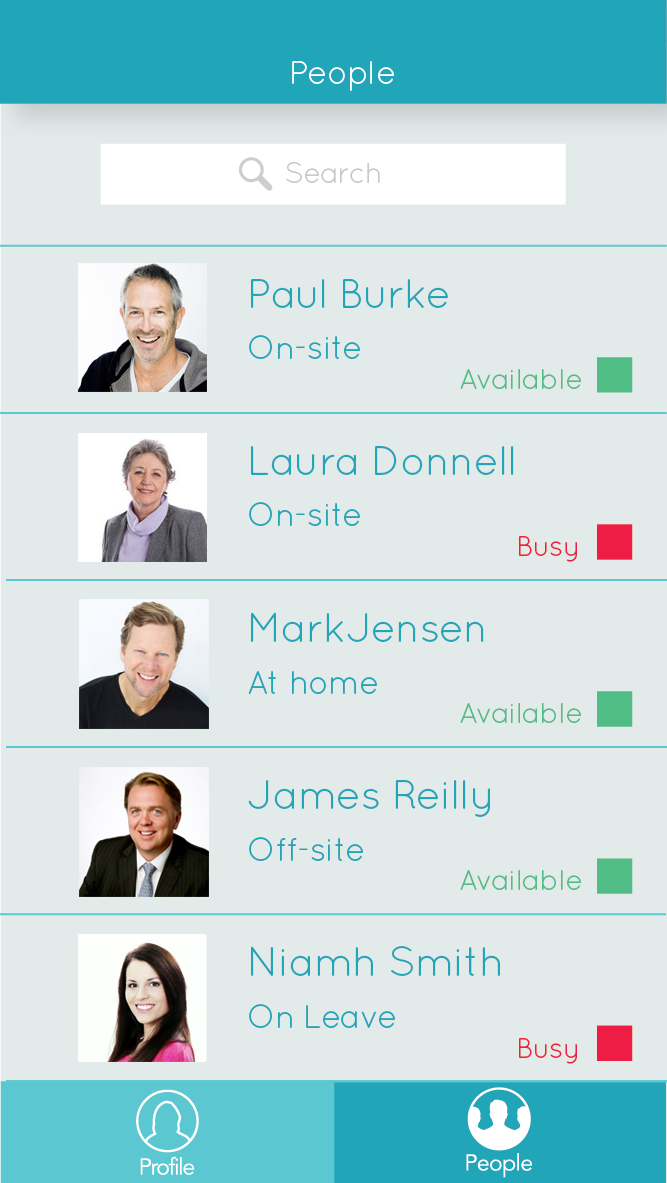 People
Search
Paul Burke
On-site
Available
Laura Donnell
On-site
Busy
MarkJensen
At home
Available
James Reilly
Off-site
Available
Niamh Smith
On Leave
Busy
Profile
People